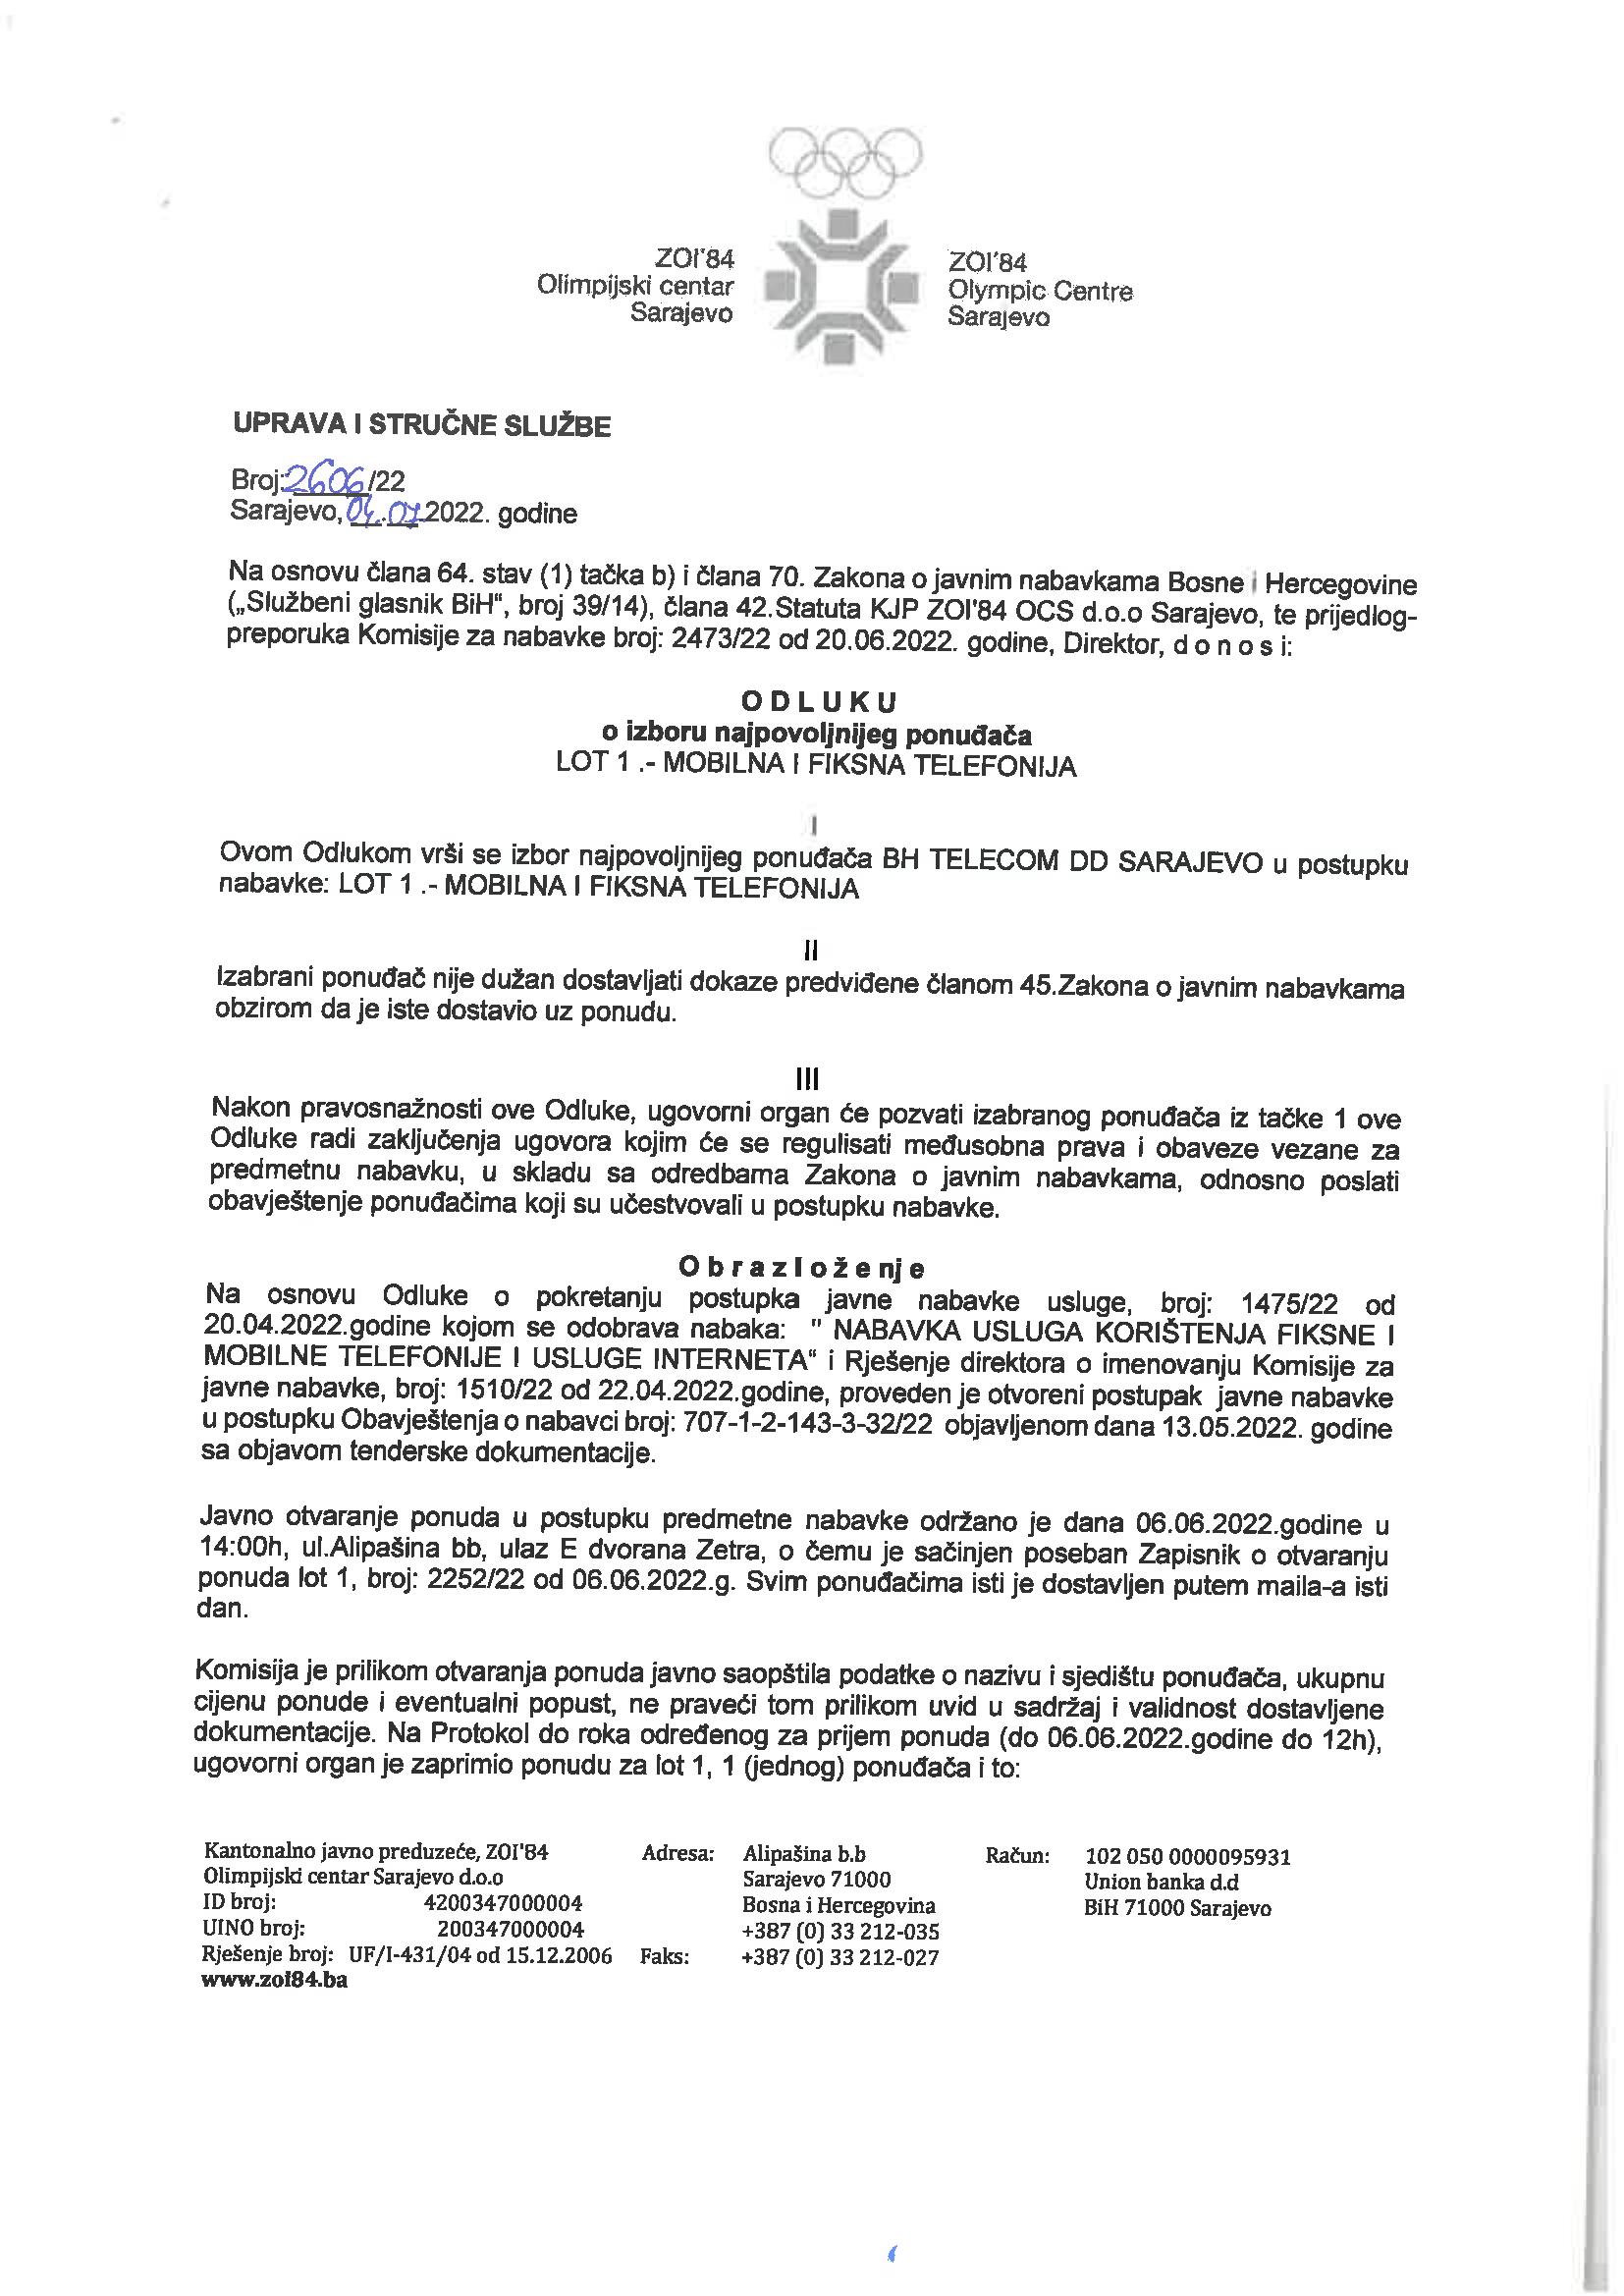 ZOI'84
Olimpijski centar
Sarajevo
ZOI'84
Olympic Centre
Sarajevo
UPRAVA I STRUČNE SLUŽBE
Broj:2606/22
Sarajevo, 04.07.2022. godine
Na osnovu člana 64. stav (1) tačka b) i člana 70. Zakona o javnim nabavkama Bosne i Hercegovine
(„Službeni glasnik BiH“, broj 39/14), člana 42.Statuta KJP ZOI'84 OCS d.o.o Sarajevo, te prijedlog-
preporuka Komisije za nabavke broj: 2473/22 od 20.06.2022. godine, Direktor, d o n o s i:
O D L U K U
o izboru najpovoljnijeg ponuđača
LOT 1 .- MOBILNA I FIKSNA TELEFONIJA
I
Ovom Odlukom vrši se izbor najpovoljnijeg ponuđača BH TELECOM DD SARAJEVO u postupku
nabavke: LOT 1 .- MOBILNA I FIKSNA TELEFONIJA
II
Izabrani ponuđač nije dužan dostavljati dokaze predviđene članom 45.Zakona o javnim nabavkama
obzirom da je iste dostavio uz ponudu.
III
Nakon pravosnažnosti ove Odluke, ugovorni organ će pozvati izabranog ponuđača iz tačke 1 ove
Odluke radi zaključenja ugovora kojim će se regulisati međusobna prava i obaveze vezane za
predmetnu nabavku, u skladu sa odredbama Zakona o javnim nabavkama, odnosno poslati
obavještenje ponuđačima koji su učestvovali u postupku nabavke.
O b r a z l o ž e nj e
Na osnovu Odluke o pokretanju postupka javne nabavke usluge, broj: 1475/22 od
20.04.2022.godine kojom se odobrava nabaka: " NABAVKA USLUGA KORIŠTENJA FIKSNE I
MOBILNE TELEFONIJE I USLUGE INTERNETA“ i Rješenje direktora o imenovanju Komisije za
javne nabavke, broj: 1510/22 od 22.04.2022.godine, proveden je otvoreni postupak javne nabavke
u postupku Obavještenja o nabavci broj: 707-1-2-143-3-32/22 objavljenom dana 13.05.2022. godine
sa objavom tenderske dokumentacije.
Javno otvaranje ponuda u postupku predmetne nabavke održano je dana 06.06.2022.godine u
14:00h, ul.Alipašina bb, ulaz E dvorana Zetra, o čemu je sačinjen poseban Zapisnik o otvaranju
ponuda lot 1, broj: 2252/22 od 06.06.2022.g. Svim ponuđačima isti je dostavljen putem maila-a isti
dan.
Komisija je prilikom otvaranja ponuda javno saopštila podatke o nazivu i sjedištu ponuđača, ukupnu
cijenu ponude i eventualni popust, ne praveći tom prilikom uvid u sadržaj i validnost dostavljene
dokumentacije. Na Protokol do roka određenog za prijem ponuda (do 06.06.2022.godine do 12h),
ugovorni organ je zaprimio ponudu za lot 1, 1 (jednog) ponuđača i to:
Kantonalno javno preduzeće, ZOI'84 Adresa: Alipašina b.b Račun: 102 050 0000095931
Olimpijski centar Sarajevo d.o.o Sarajevo 71000 Union banka d.d
ID broj: 4200347000004 Bosna i Hercegovina BiH 71000 Sarajevo
UINO broj: 200347000004 +387 (0) 33 212-035
Rješenje broj: UF/I-431/04 od 15.12.2006 Faks: +387 (0) 33 212-027
www.zoi84.ba